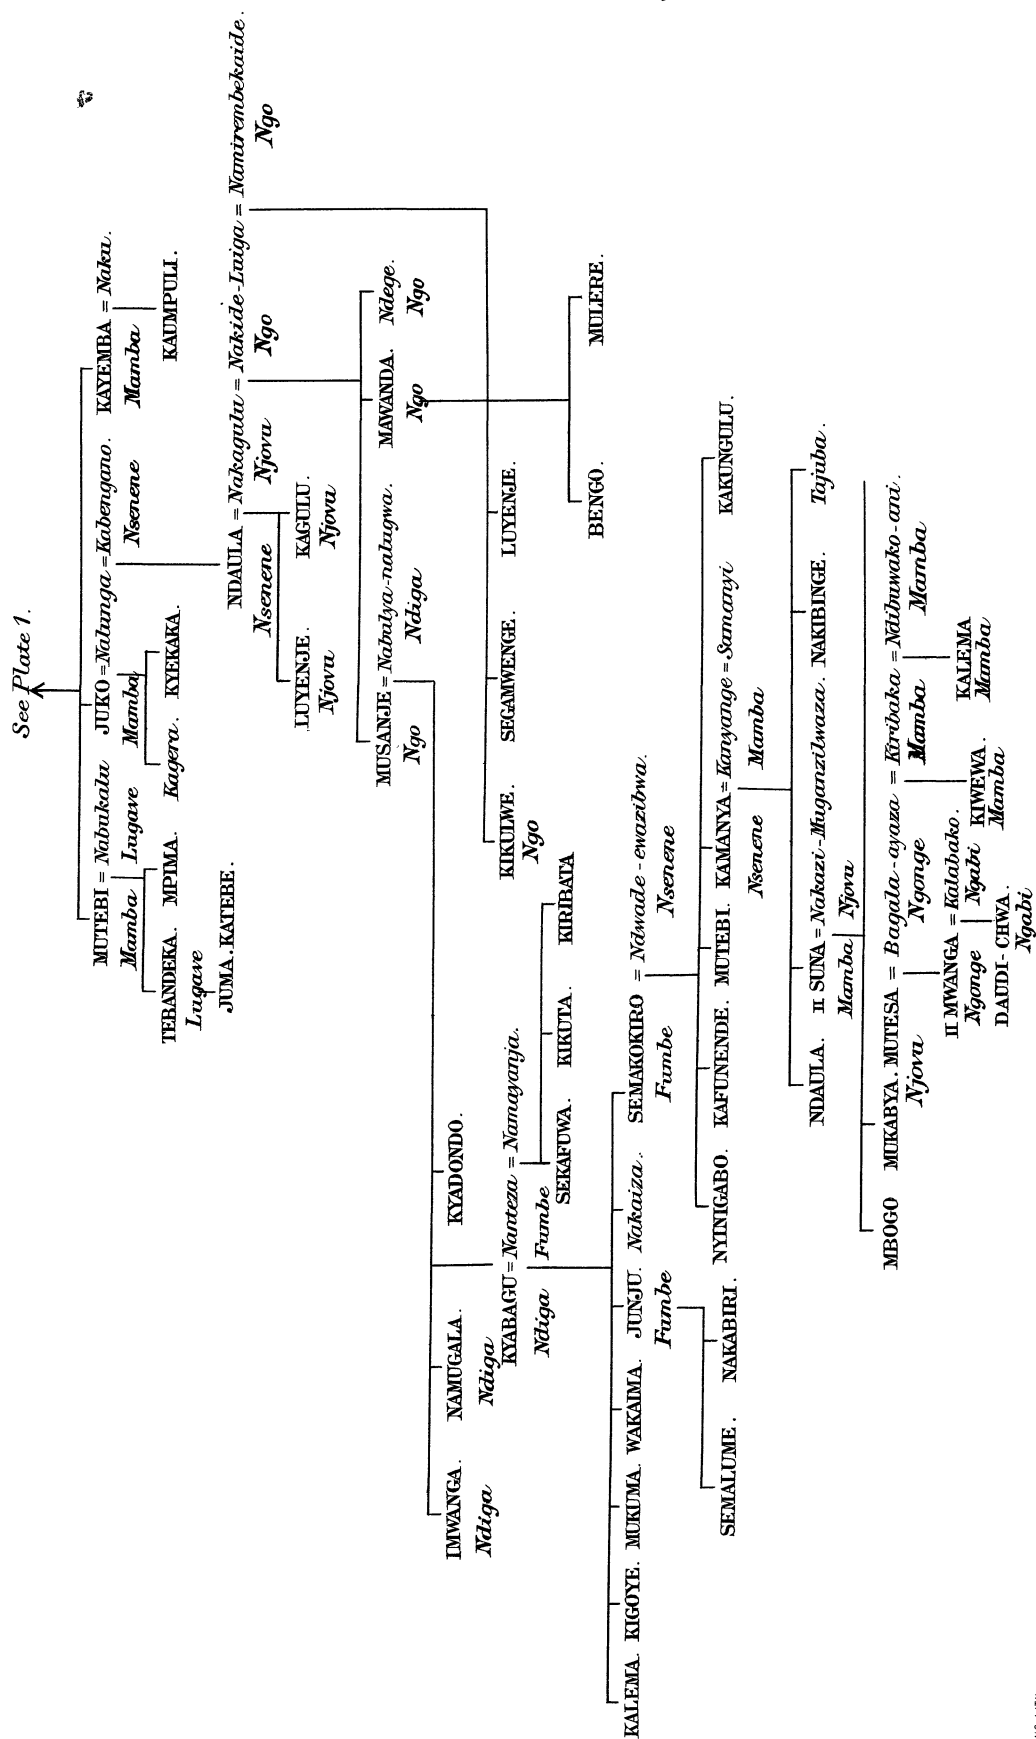 See Plate 1.
MUTEBI = Nabukalu JUKO = Nalunga = Kabengano. KAYEMBA = Naku.
Mamba Lugave Mamba Nsenene Mamba
TEBANDEKA. MPIMA. Kagera. KYEKAKA. KAUMPULI.
Lugave
JUMA. KATEBE. NDAULA = Nakagulu = Nakide-Luiga = Namirembekaide.
Nsenene Njovu Ngo Ngo
LUYENJE. KAGULU.
Njovu Njovu
MUSANJE = Nabulya-nalugwa. MAWANDA. Ndege.
Ngo Ndiga Ngo Ngo
IMWANGA. NAMUGALA. KYADONDO.
Ndiga Ndiga
KIKULWE. SEGAMWENGE. LUYENJE.
Ngo
KYABAGU = Nanteza = Namayanja.
Ndiga Fumbe
SEKAFUWA. KIKUTA. KIRIBATA
BENGO. MULERE.
KALEMA. KIGOYE. MUKUMA. WAKAIMA. JUNJU. Nakaiza. SEMAKOKIRO = Ndwade-ewazibwa.
Fumbe Fumbe Nsenene
SEMALUME. NAKABIRI.
NYINIGABO. KAFUNENDE. MUTEBI. KAMANYA = Kanyange = Samanyi KAKUNGULU.
Nsenene Mamba
NDAULA. II SUNA = Nakazi-Muganzilwaza. NAKIBINGE. Tajuba.
Mamba Njovu
MBOGO MUKABYA. MUTESA = Bagala-ayaza = Kiribaka = Ndibuwako-ani.
Njovu Ngonge Mamba Mamba
II MWANGA = Kalabako. KIWEWA. KALEMA
Ngonge Ngabi Mamba Mamba
DAUDI-CHWA.
Ngabi